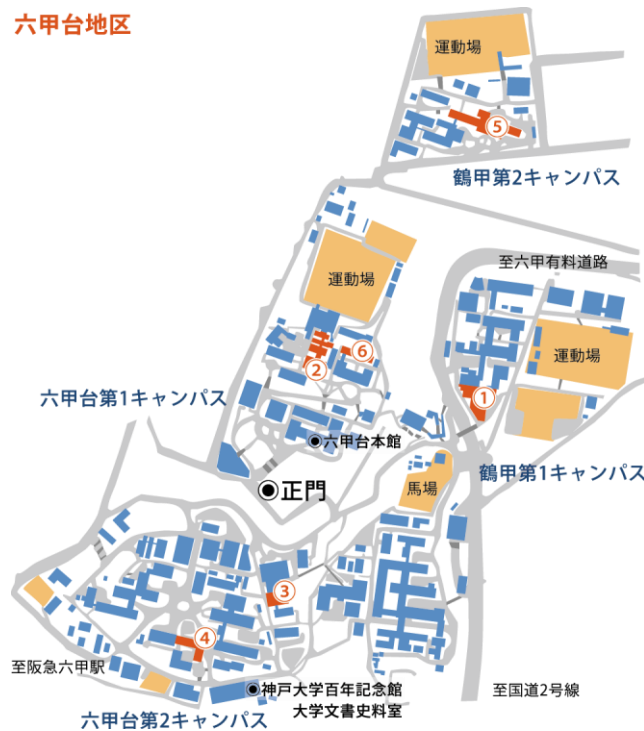 六甲台地区
運動場
⑤
鶴甲第2キャンパス
至六甲有料道路
運動場
運動場
⑥
②
①
六甲台第1キャンパス
六甲台本館
鶴甲第1キャンパス
正門
馬場
③
④
至阪急六甲駅
神戸大学百年記念館
大学文書史料室
至国道2号線
六甲台第2キャンパス